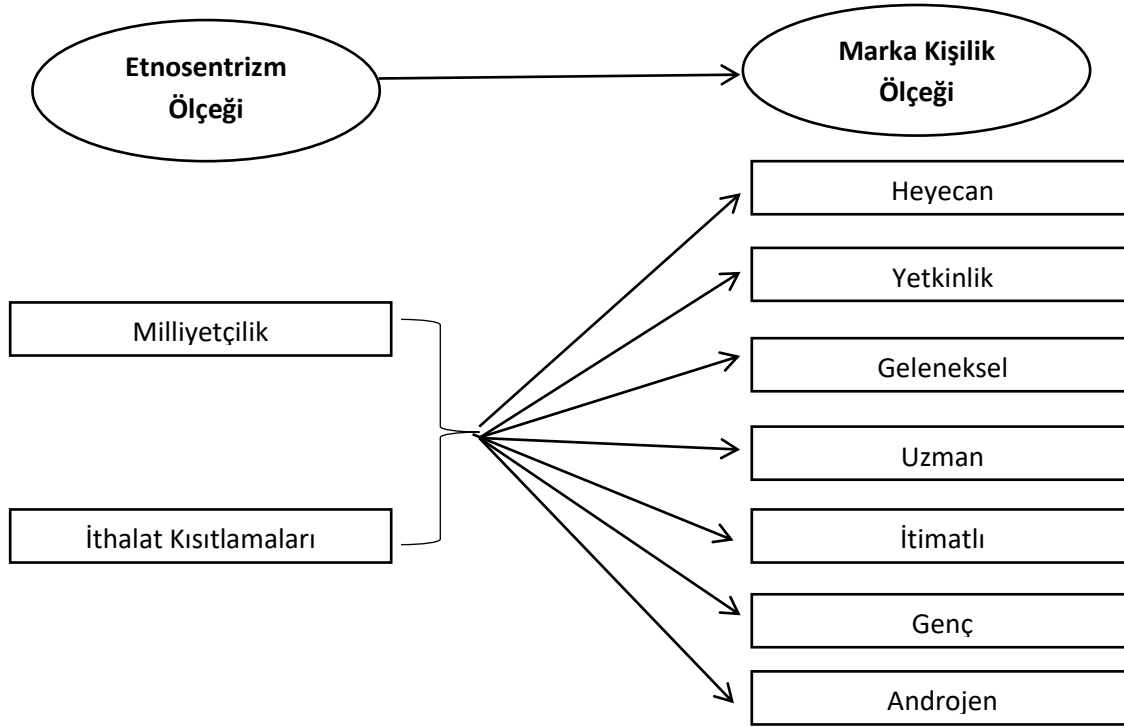 Etnosentrizm
Ölçeği
Marka Kişilik
Ölçeği
Milliyetçilik
İthalat Kısıtlamaları
Heyecan
Yetkinlik
Geleneksel
Uzman
İtimatlı
Genç
Androjen